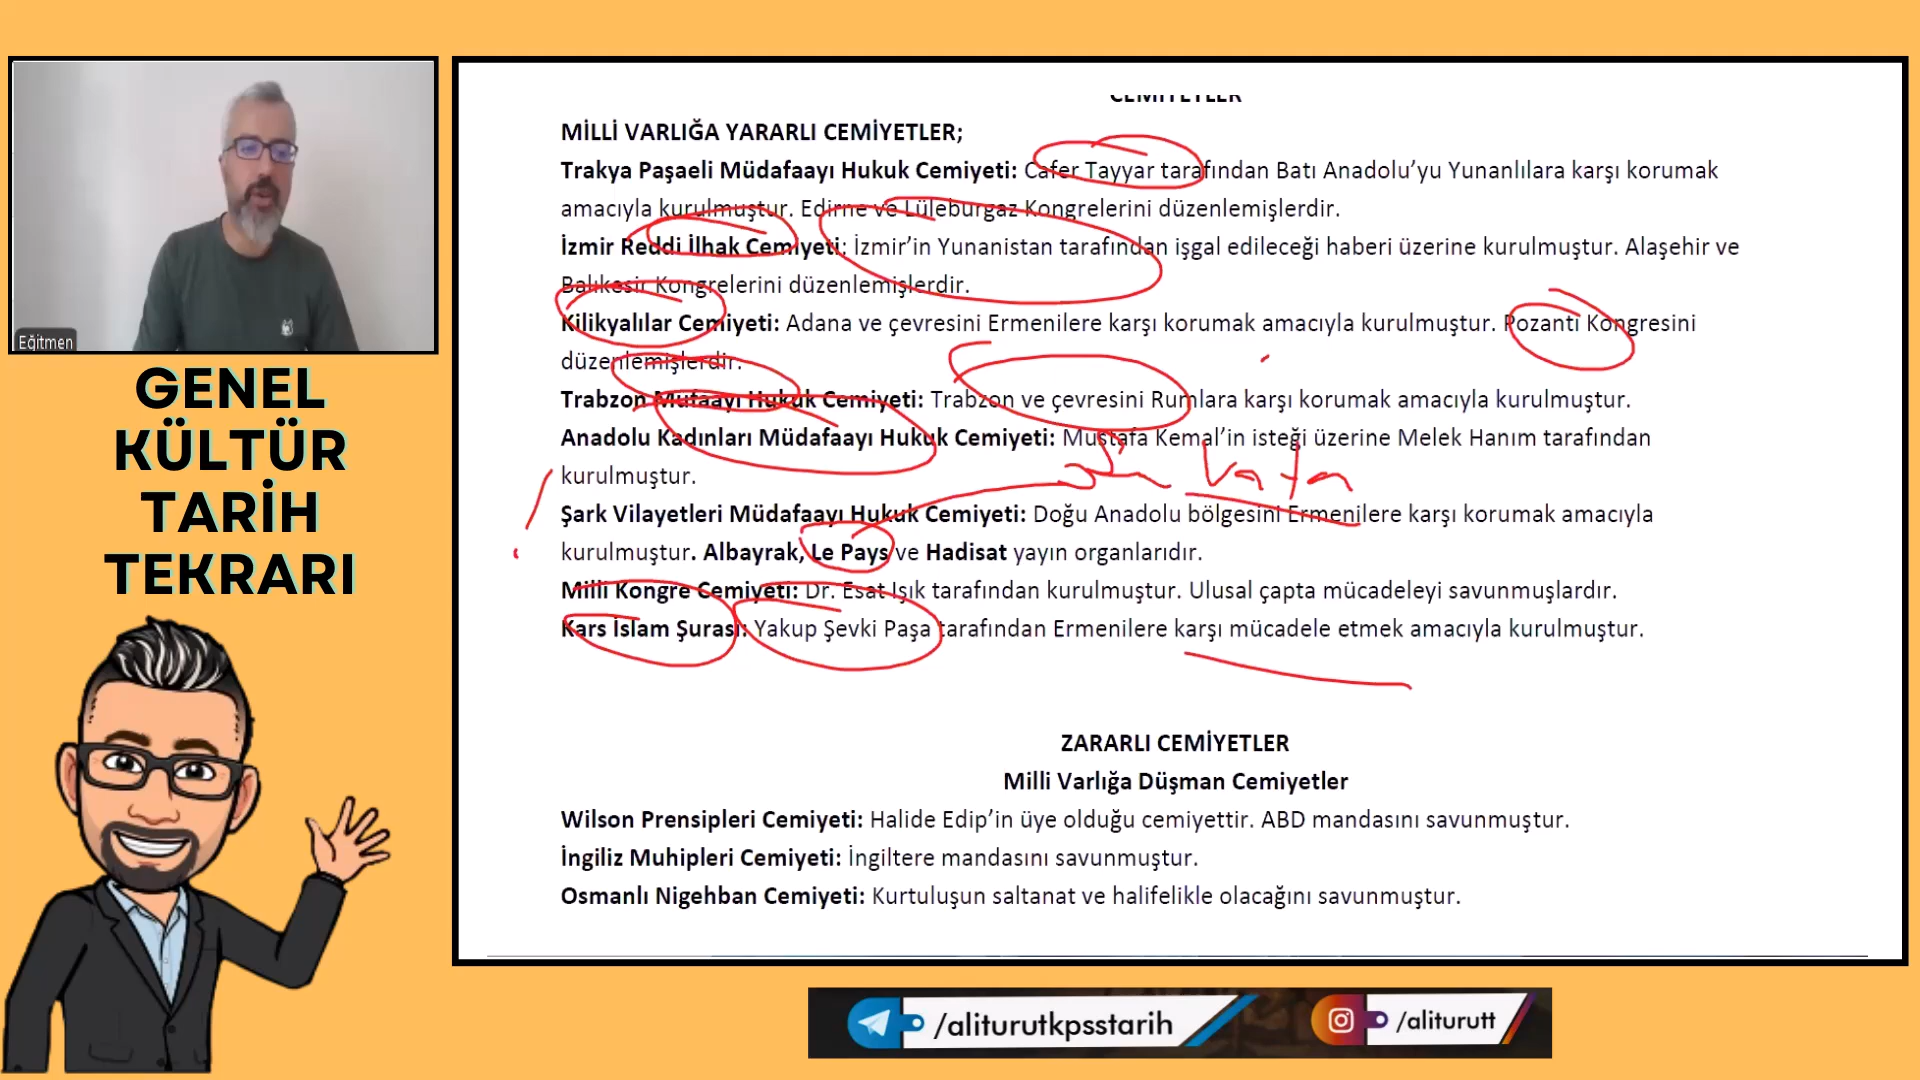 CEMİYETLER
MİLLİ VARLIĞA YARARLI CEMİYETLER;
Trakya Paşaeli Müdafaayı Hukuk Cemiyeti: Cafer Tayyar tarafından Batı Anadolu’yu Yunanlılara karşı korumak
amacıyla kurulmuştur. Edirne ve Lüleburgaz Kongrelerini düzenlemişlerdir.
İzmir Reddi İlhak Cemiyeti; İzmir’in Yunanistan tarafından işgal edileceği haberi üzerine kurulmuştur. Alaşehir ve
Balıkesir Kongrelerini düzenlemişlerdir.
Kilikyalılar Cemiyeti: Adana ve çevresini Ermenilere karşı korumak amacıyla kurulmuştur. Pozantı Kongresini
düzenlemişlerdir.
Trabzon Müfaayı Hukuk Cemiyeti: Trabzon ve çevresini Rumlara karşı korumak amacıyla kurulmuştur.
Anadolu Kadınları Müdafaayı Hukuk Cemiyeti: Mustafa Kemal’in isteği üzerine Melek Hanım tarafından
kurulmuştur.
Şark Vilayetleri Müdafaayı Hukuk Cemiyeti: Doğu Anadolu bölgesini Ermenilere karşı korumak amacıyla
kurulmuştur. Albayrak, Le Pays ve Hadisat yayın organlarıdır.
Milli Kongre Cemiyeti: Dr. Esat Işık tarafından kurulmuştur. Ulusal çapta mücadeleyi savunmuşlardır.
Kars İslam Şurası: Yakup Şevki Paşa tarafından Ermenilere karşı mücadele etmek amacıyla kurulmuştur.
ZARARLI CEMİYETLER
Milli Varlığa Düşman Cemiyetler
Wilson Prensipleri Cemiyeti: Halide Edip’in üye olduğu cemiyettir. ABD mandasını savunmuştur.
İngiliz Muhipleri Cemiyeti: İngiltere mandasını savunmuştur.
Osmanlı Nigehban Cemiyeti: Kurtuluşun saltanat ve halifelikle olacağını savunmuştur.
Eğitmen
GENEL
KÜLTÜR
TARİH
TEKRARI
/aliturutkpsstarih
/aliturutt